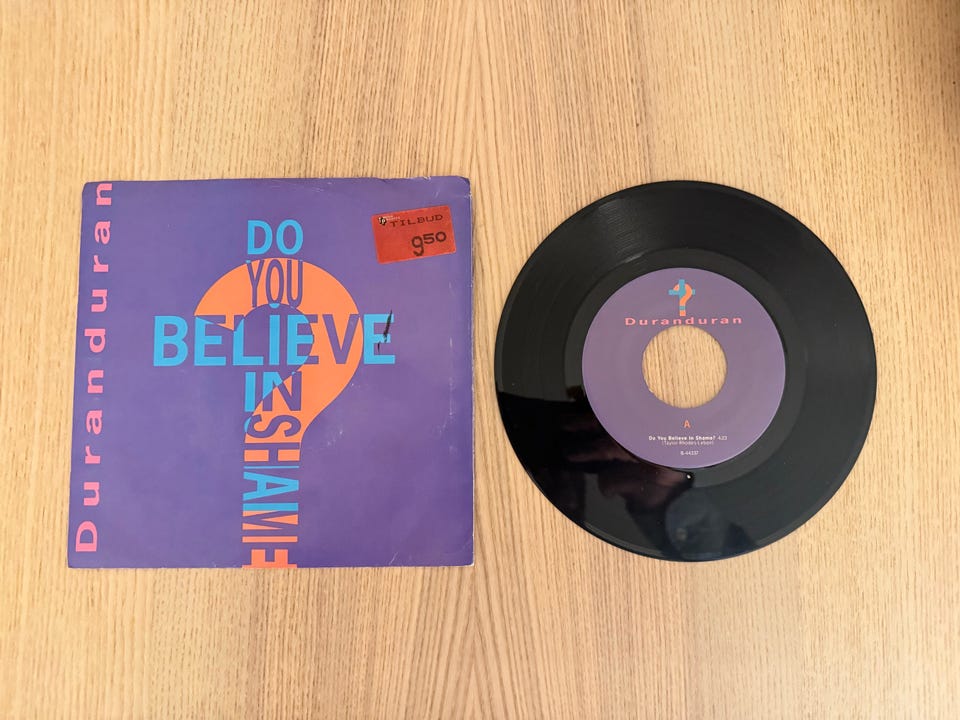 Duranduran
DO
YOU
BELIEVE
IN
SHAME
TILBUD
950
Duranduran
A
Do You Believe In Shame? 4.23
(Taylor Rhodes Lebon)
B-44337